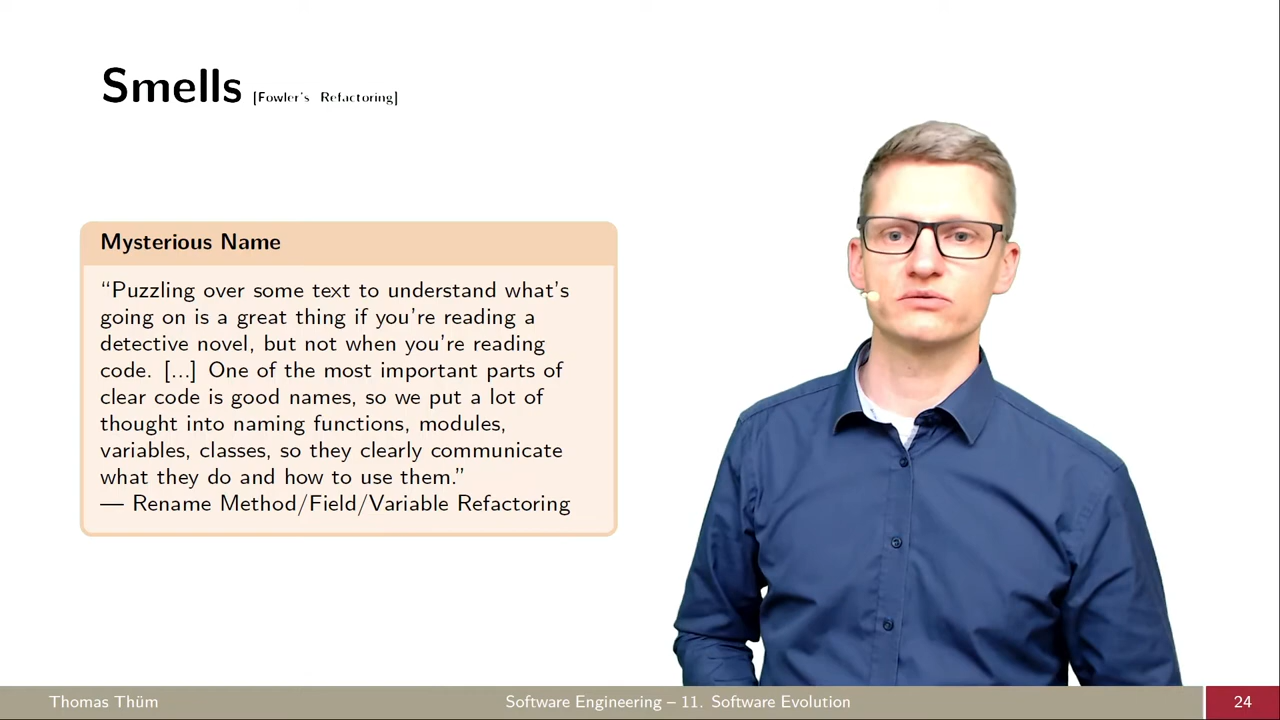 Smells [Fowler's Refactoring]
Mysterious Name
“Puzzling over some text to understand what's
going on is a great thing if you're reading a
detective novel, but not when you're reading
code. [...] One of the most important parts of
clear code is good names, so we put a lot of
thought into naming functions, modules,
variables, classes, so they clearly communicate
what they do and how to use them.”
— Rename Method/Field/Variable Refactoring
Thomas Thüm
Software Engineering – 11. Software Evolution
24